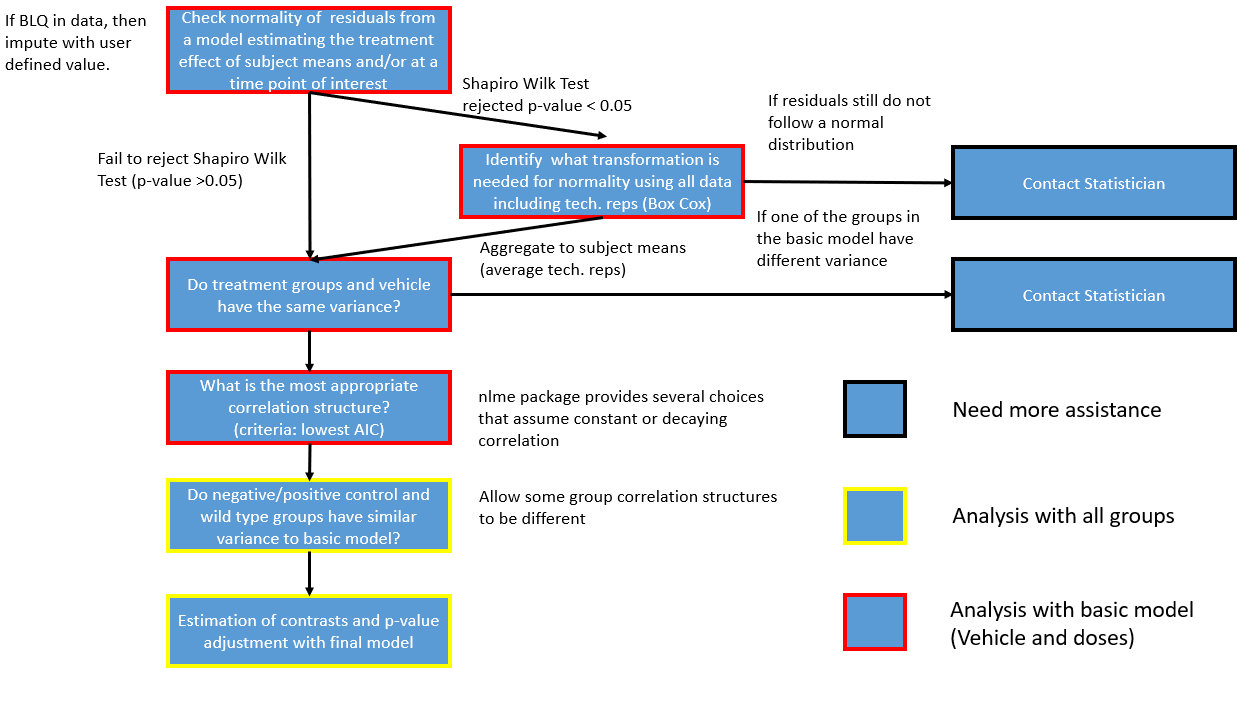 If BLQ in data, then
impute with user
defined value.
Check normality of  residuals from
a model estimating the treatment
effect of subject means and/or at a
time point of interest
Shapiro Wilk Test
rejected p-value < 0.05
If residuals still do not
follow a normal
distribution
Fail to reject Shapiro Wilk
Test (p-value >0.05)
Identify  what transformation is
needed for normality using all data
including tech. reps (Box Cox)
Contact Statistician
If one of the groups in
the basic model have
different variance
Aggregate to subject means
(average tech. reps)
Do treatment groups and vehicle
have the same variance?
Contact Statistician
What is the most appropriate
correlation structure?
(criteria: lowest AIC)
nlme package provides several choices
that assume constant or decaying
correlation
Need more assistance
Do negative/positive control and
wild type groups have similar
variance to basic model?
Allow some group correlation structures
to be different
Analysis with all groups
Estimation of contrasts and p-value
adjustment with final model
Analysis with basic model
(Vehicle and doses)